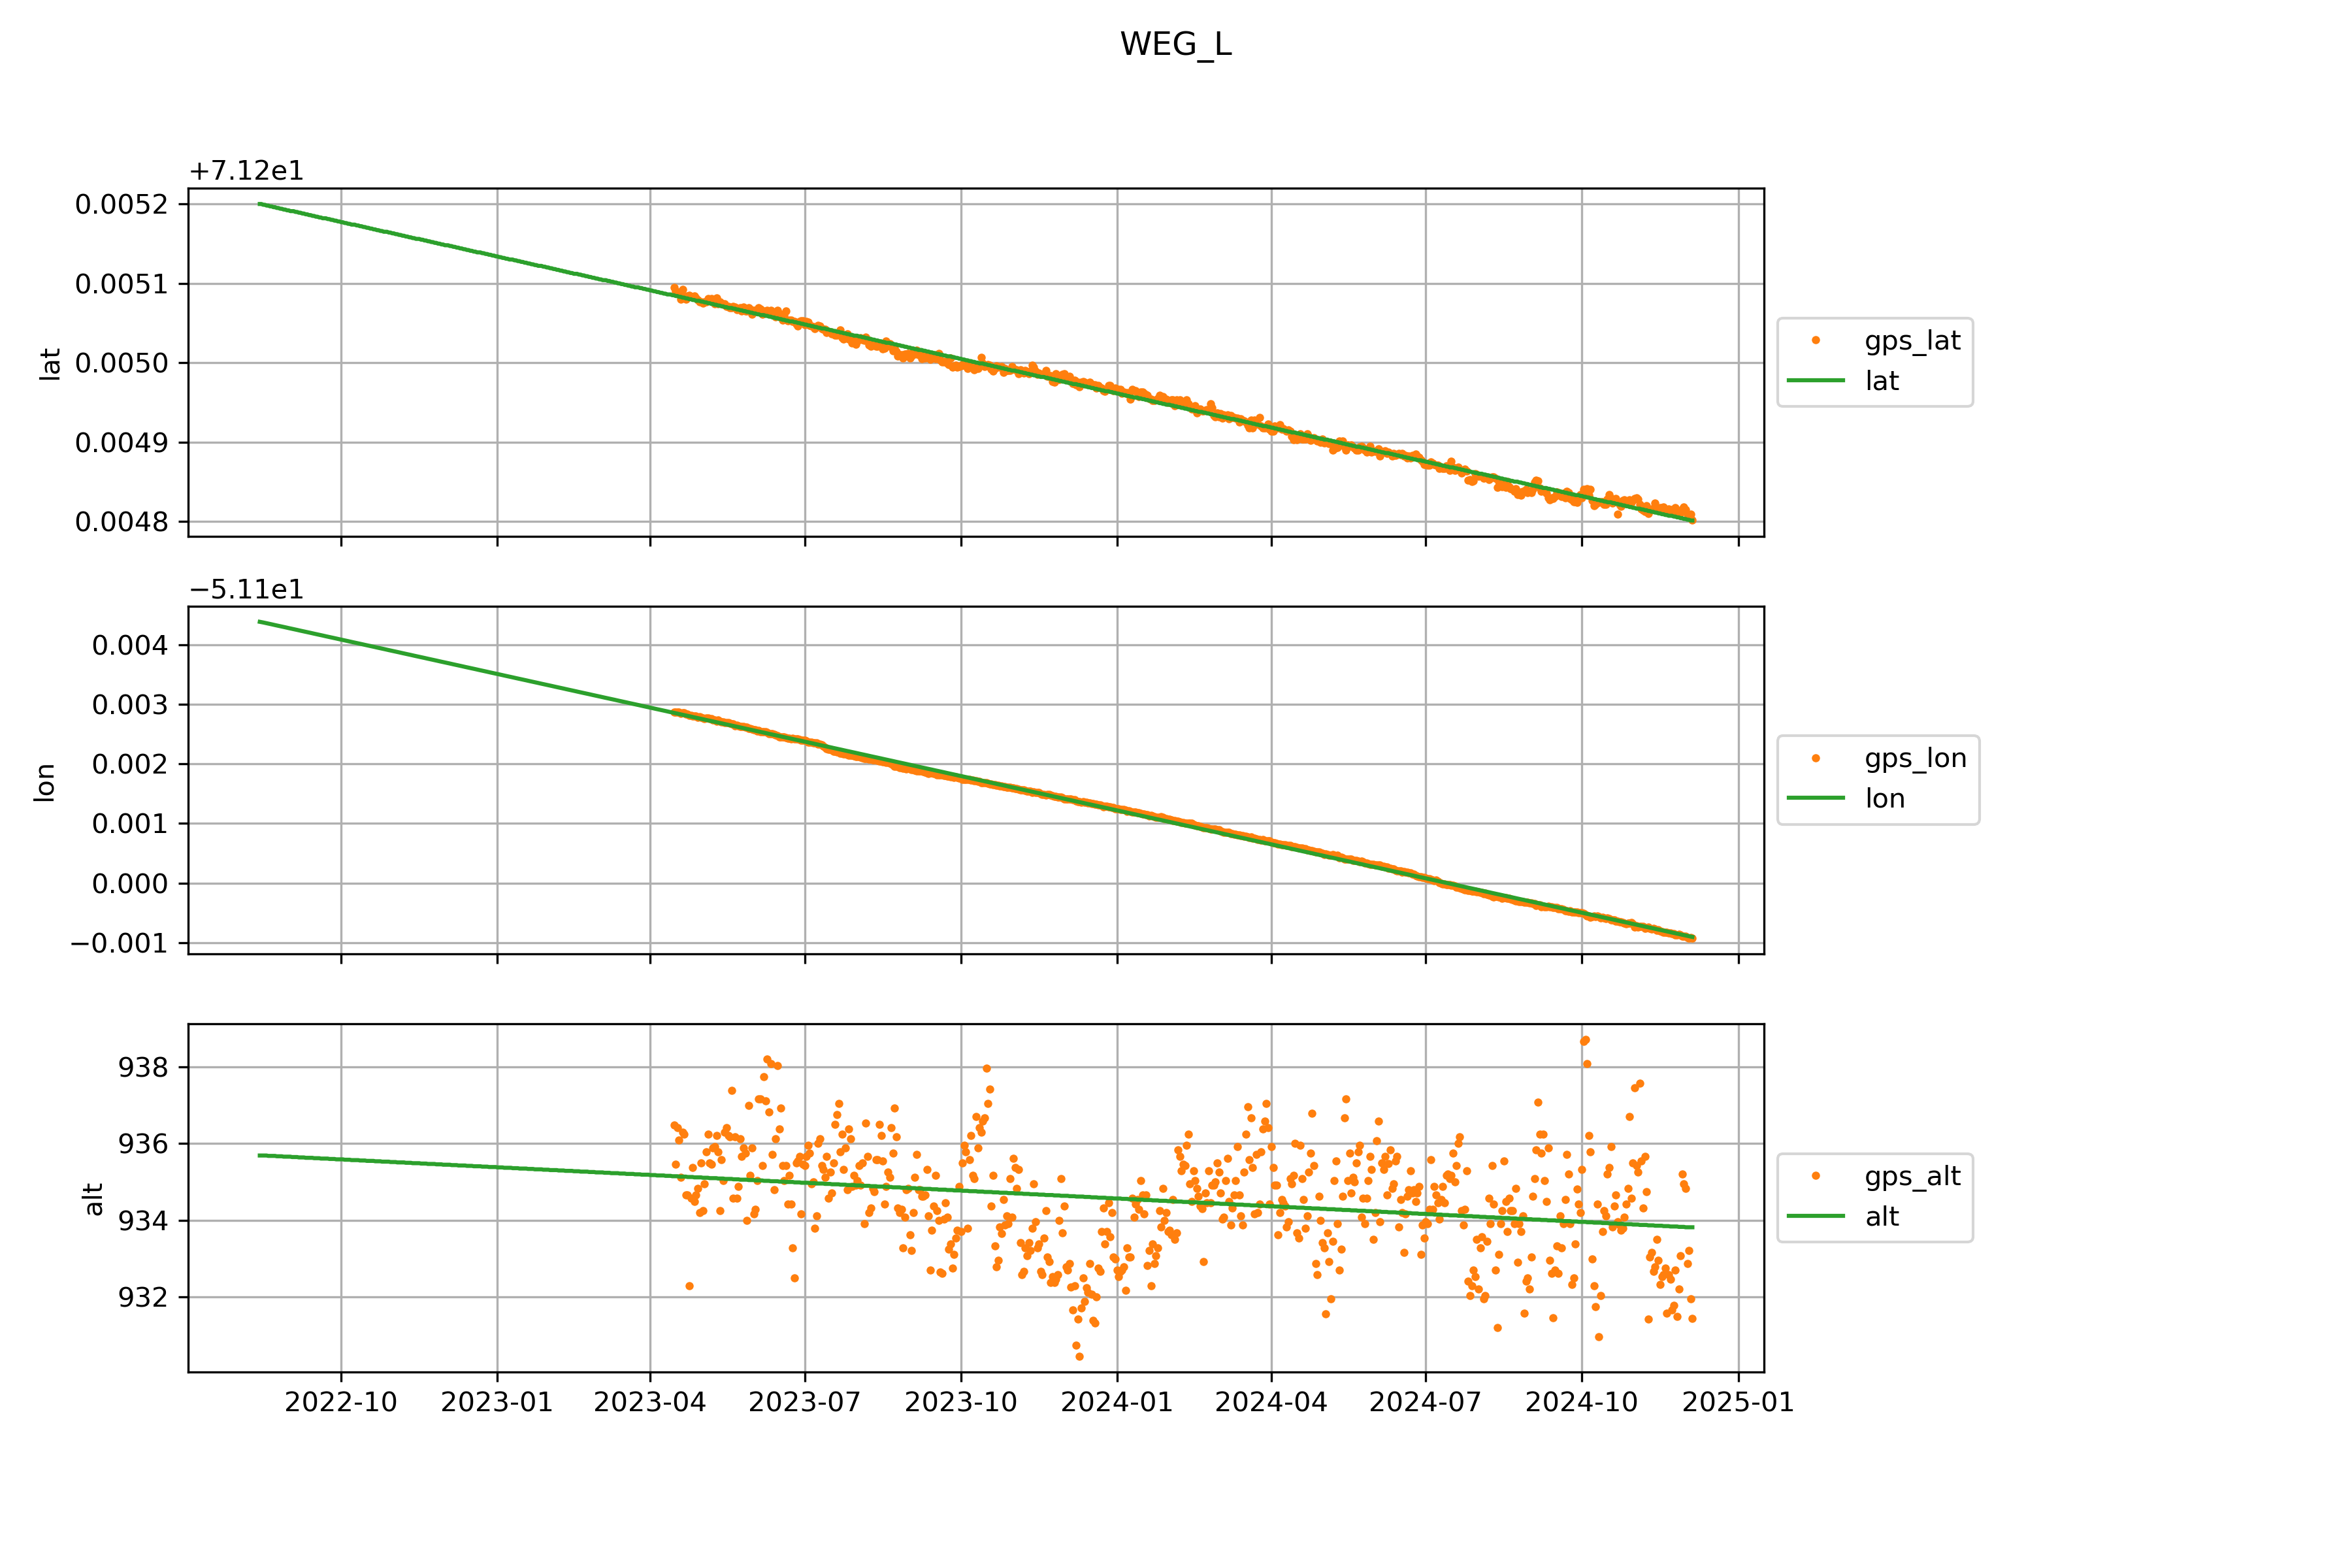 WEG_L
+7.12e1
0.0052
0.0051
0.0050
0.0049
0.0048
lat
gps_lat
lat
−5.11e1
0.004
0.003
0.002
0.001
0.000
−0.001
lon
gps_lon
lon
938
936
934
932
alt
gps_alt
alt
2022-10 2023-01 2023-04 2023-07 2023-10 2024-01 2024-04 2024-07 2024-10 2025-01